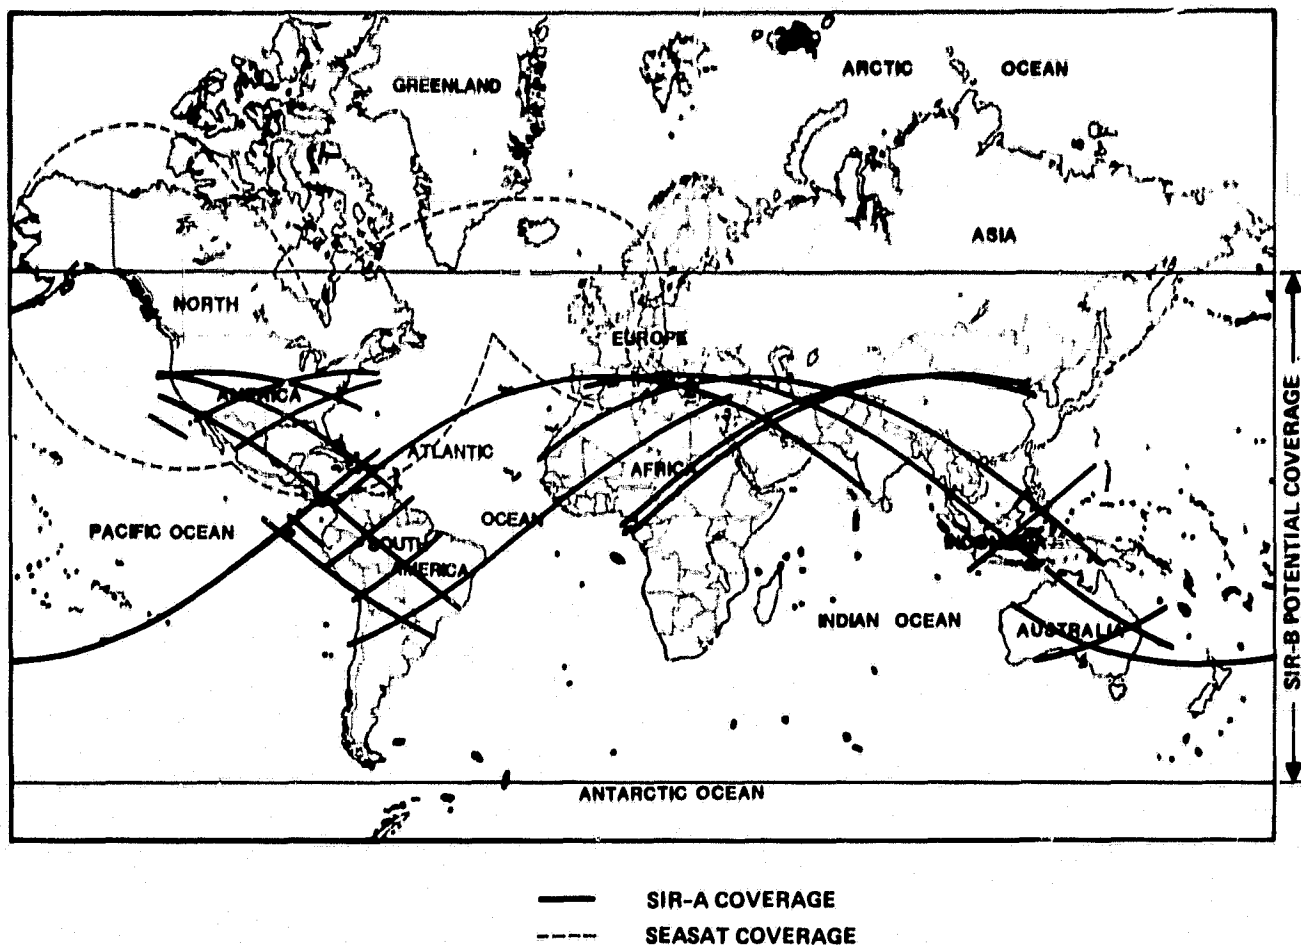 GREENLAND
ARCTIC OCEAN
ASIA
NORTH
EUROPE
AMERICA
ATLANTIC
AFRICA
OCEAN
PACIFIC OCEAN
SOUTH
INDONESIA
AMERICA
INDIAN OCEAN
AUSTRALIA
SIR-B POTENTIAL COVERAGE
ANTARCTIC OCEAN
SIR-A COVERAGE
SEASAT COVERAGE